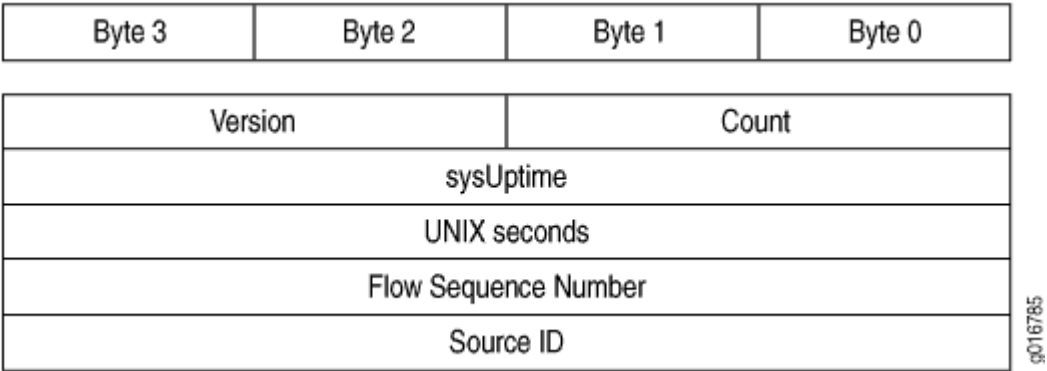 Byte 3 Byte 2 Byte 1 Byte 0
Version Count
sysUptime
UNIX seconds
Flow Sequence Number
Source ID
g016785